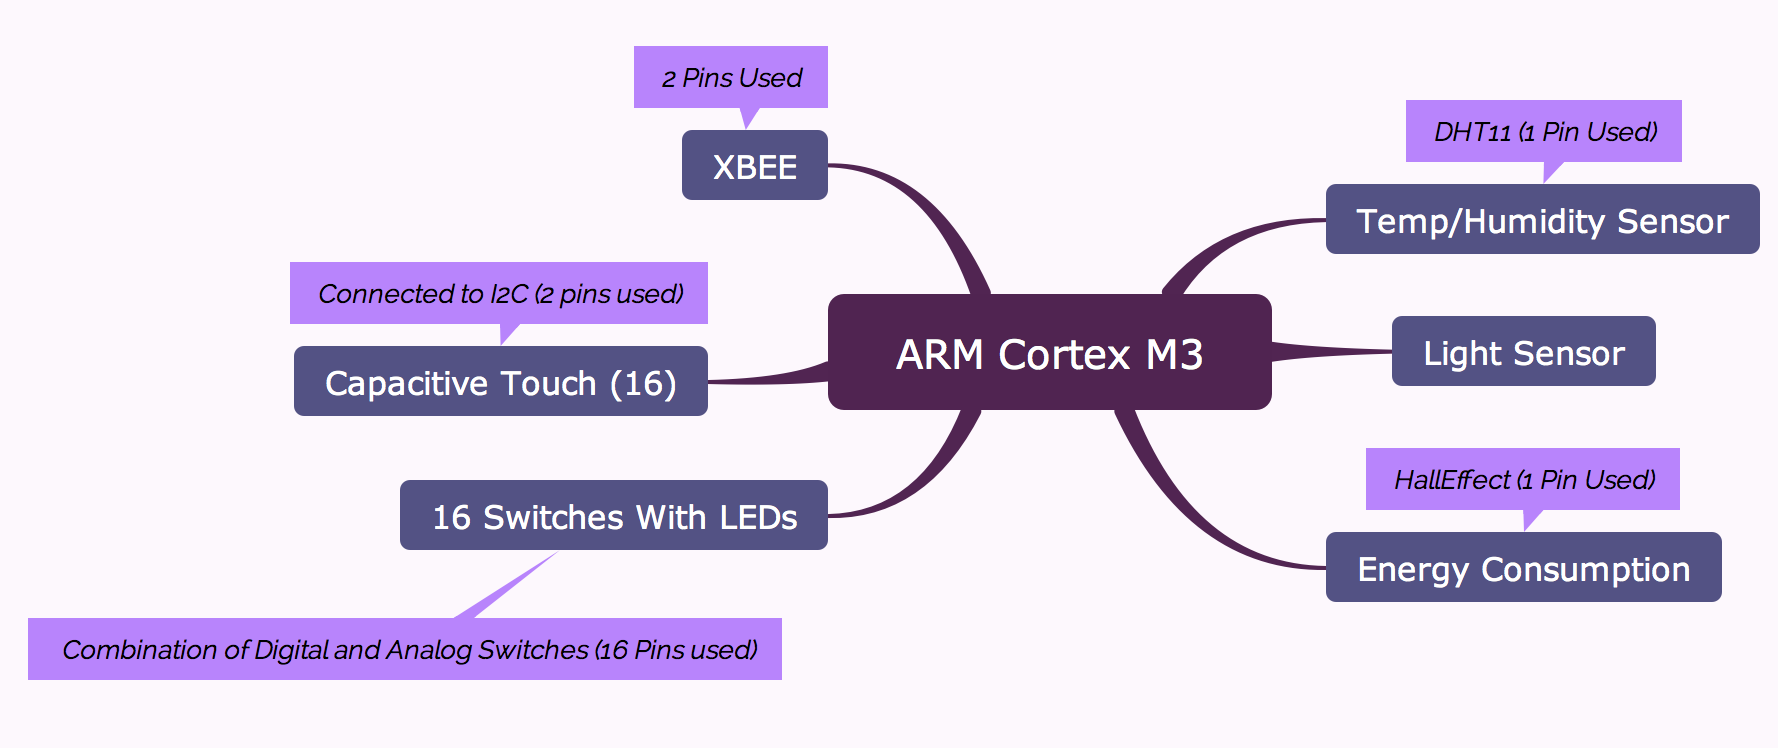 2 Pins Used
XBEE
Connected to I2C (2 pins used)
Capacitive Touch (16)
16 Switches With LEDs
Combination of Digital and Analog Switches (16 Pins used)
ARM Cortex M3
DHT11 (1 Pin Used)
Temp/Humidity Sensor
Light Sensor
HallEffect (1 Pin Used)
Energy Consumption